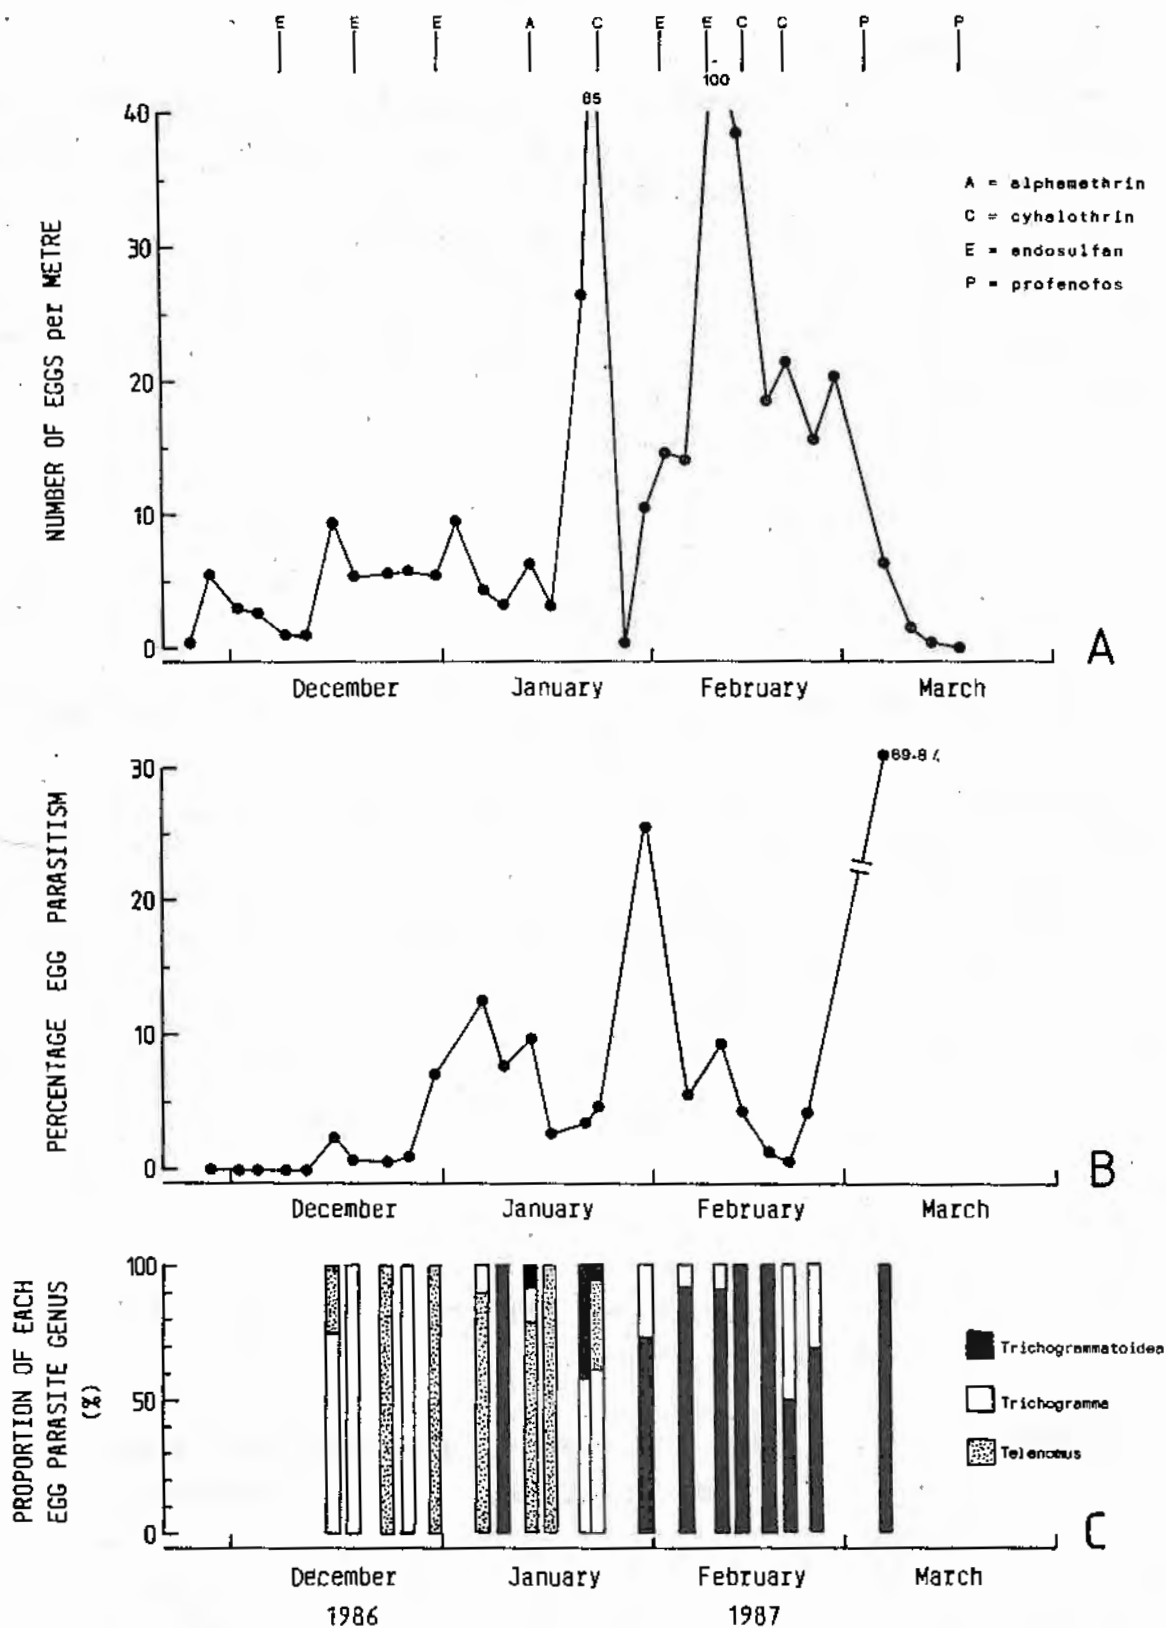 E E E A C E E C C P P
100
85
40
30
20
10
0
NUMBER OF EGGS per METRE
A = alphamethrin
C = cyhalothrin
E = endosulfan
P = profenofos
A
December January February March
69.8%
30
20
10
0
PERCENTAGE EGG PARASITISM
B
December January February March
100
50
0
PROPORTION OF EACH
EGG PARASITE GENUS
(%)
Trichogrammatoidea
Trichogramma
Telenomus
C
December January February March
1986 1987